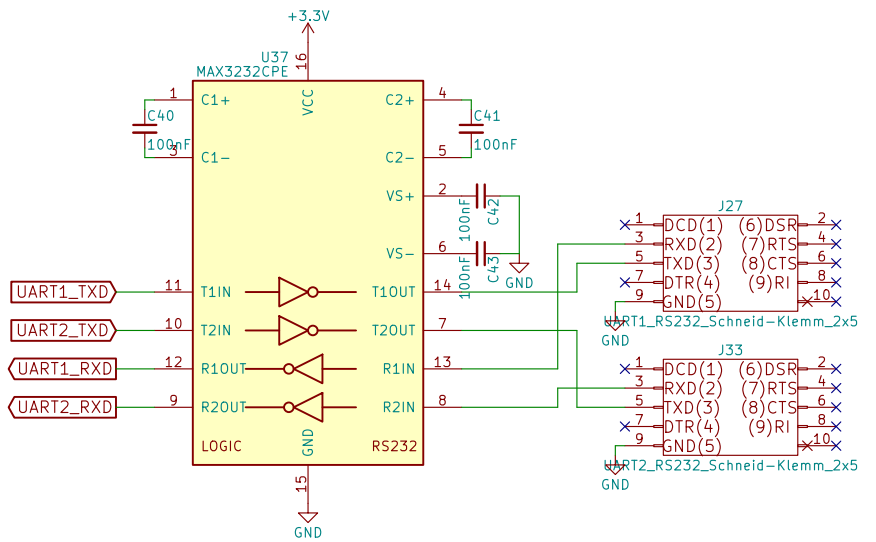 +3.3V
U37
MAX3232CPE
16
VCC
1
C1+
C2+
4
C40
100nF
C41
100nF
3
C1-
C2-
5
VS+
2
100nF
C42
VS-
6
100nF
C43
GND
UART1_TXD
11
T1IN
T1OUT
14
UART2_TXD
10
T2IN
T2OUT
7
UART1_RXD
12
R1OUT
R1IN
13
UART2_RXD
9
R2OUT
R2IN
8
LOGIC
GND
RS232
15
GND
J27
1
DCD(1)
(6)DSR
2
3
RXD(2)
(7)RTS
4
5
TXD(3)
(8)CTS
6
7
DTR(4)
(9)RI
8
9
GND(5)
10
UART1_RS232_Schneid-Klemm_2x5
GND
J33
1
DCD(1)
(6)DSR
2
3
RXD(2)
(7)RTS
4
5
TXD(3)
(8)CTS
6
7
DTR(4)
(9)RI
8
9
GND(5)
10
UART2_RS232_Schneid-Klemm_2x5
GND